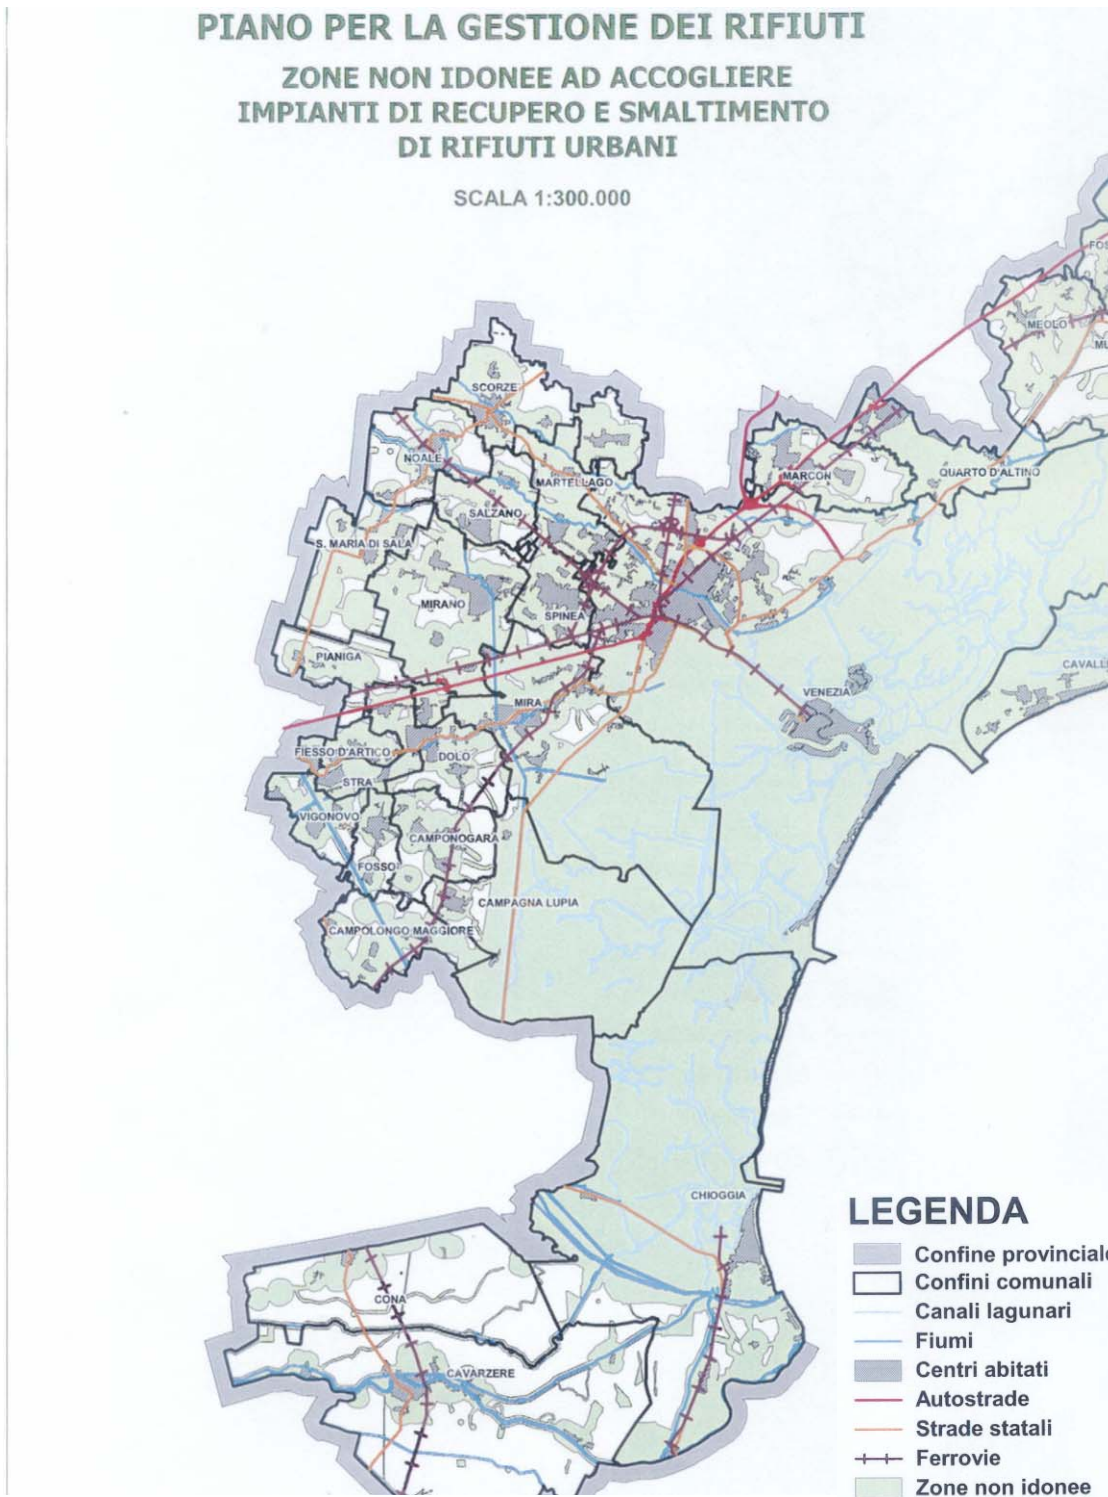 PIANO PER LA GESTIONE DEI RIFIUTI
ZONE NON IDONEE AD ACCOGLIERE
IMPIANTI DI RECUPERO E SMALTIMENTO
DI RIFIUTI URBANI
SCALA 1:300.000
MEOLO
SCORZE
NOALE
MARTELLAGO
MARCON
QUARTO D'ALTINO
SALZANO
S. MARIA DI SALA
MIRANO
SPINEA
PIANIGA
VENEZIA
MIRA
FIESSO D'ARTICO
DOLO
STRA
VIGONOVO
CAMPONOGARA
FOSSO
CAMPAGNA LUPIA
CAMPOLONGO MAGGIORE
CHIOGGIA
CONA
CAVARZERE
LEGENDA
Confine provinciale
Confini comunali
Canali lagunari
Fiumi
Centri abitati
Autostrade
Strade statali
Ferrovie
Zone non idonee